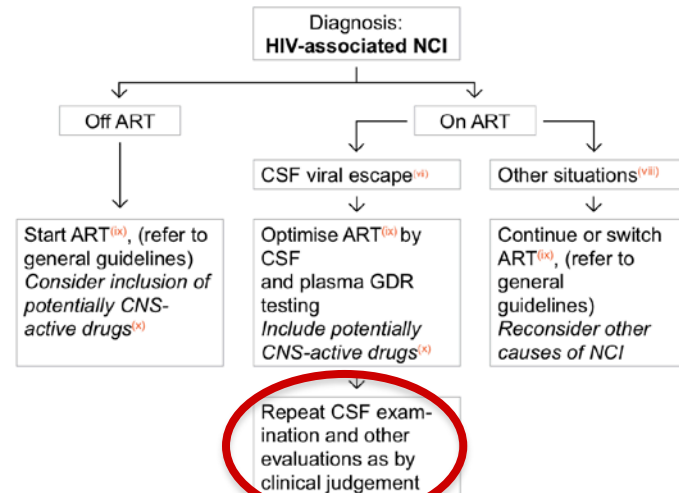 Diagnosis:
HIV-associated NCI
Off ART
On ART
CSF viral escape(vii)
Other situations(viii)
Start ART(ix), (refer to
general guidelines)
Consider inclusion of
potentially CNS-
active drugs(x)
Optimise ART(ix) by
CSF
and plasma GDR
testing
Include potentially
CNS-active drugs(x)
Continue or switch
ART(ix), (refer to
general
guidelines)
Reconsider other
causes of NCI
Repeat CSF exam-
ination and other
evaluations as by
clinical judgement